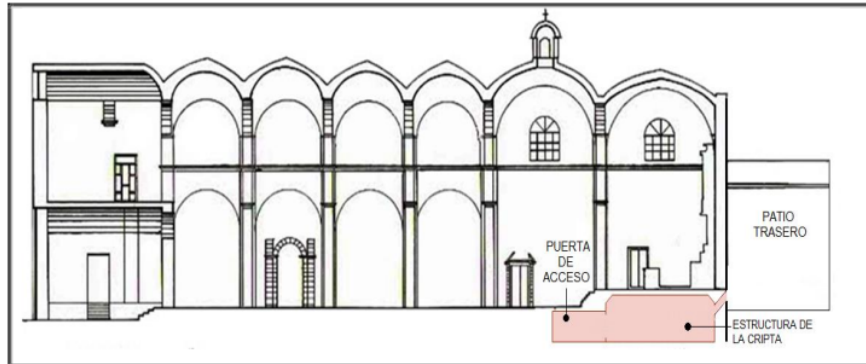 PATIO
TRASERO
PUERTA
DE
ACCESO
ESTRUCTURA DE
LA CRIPTA